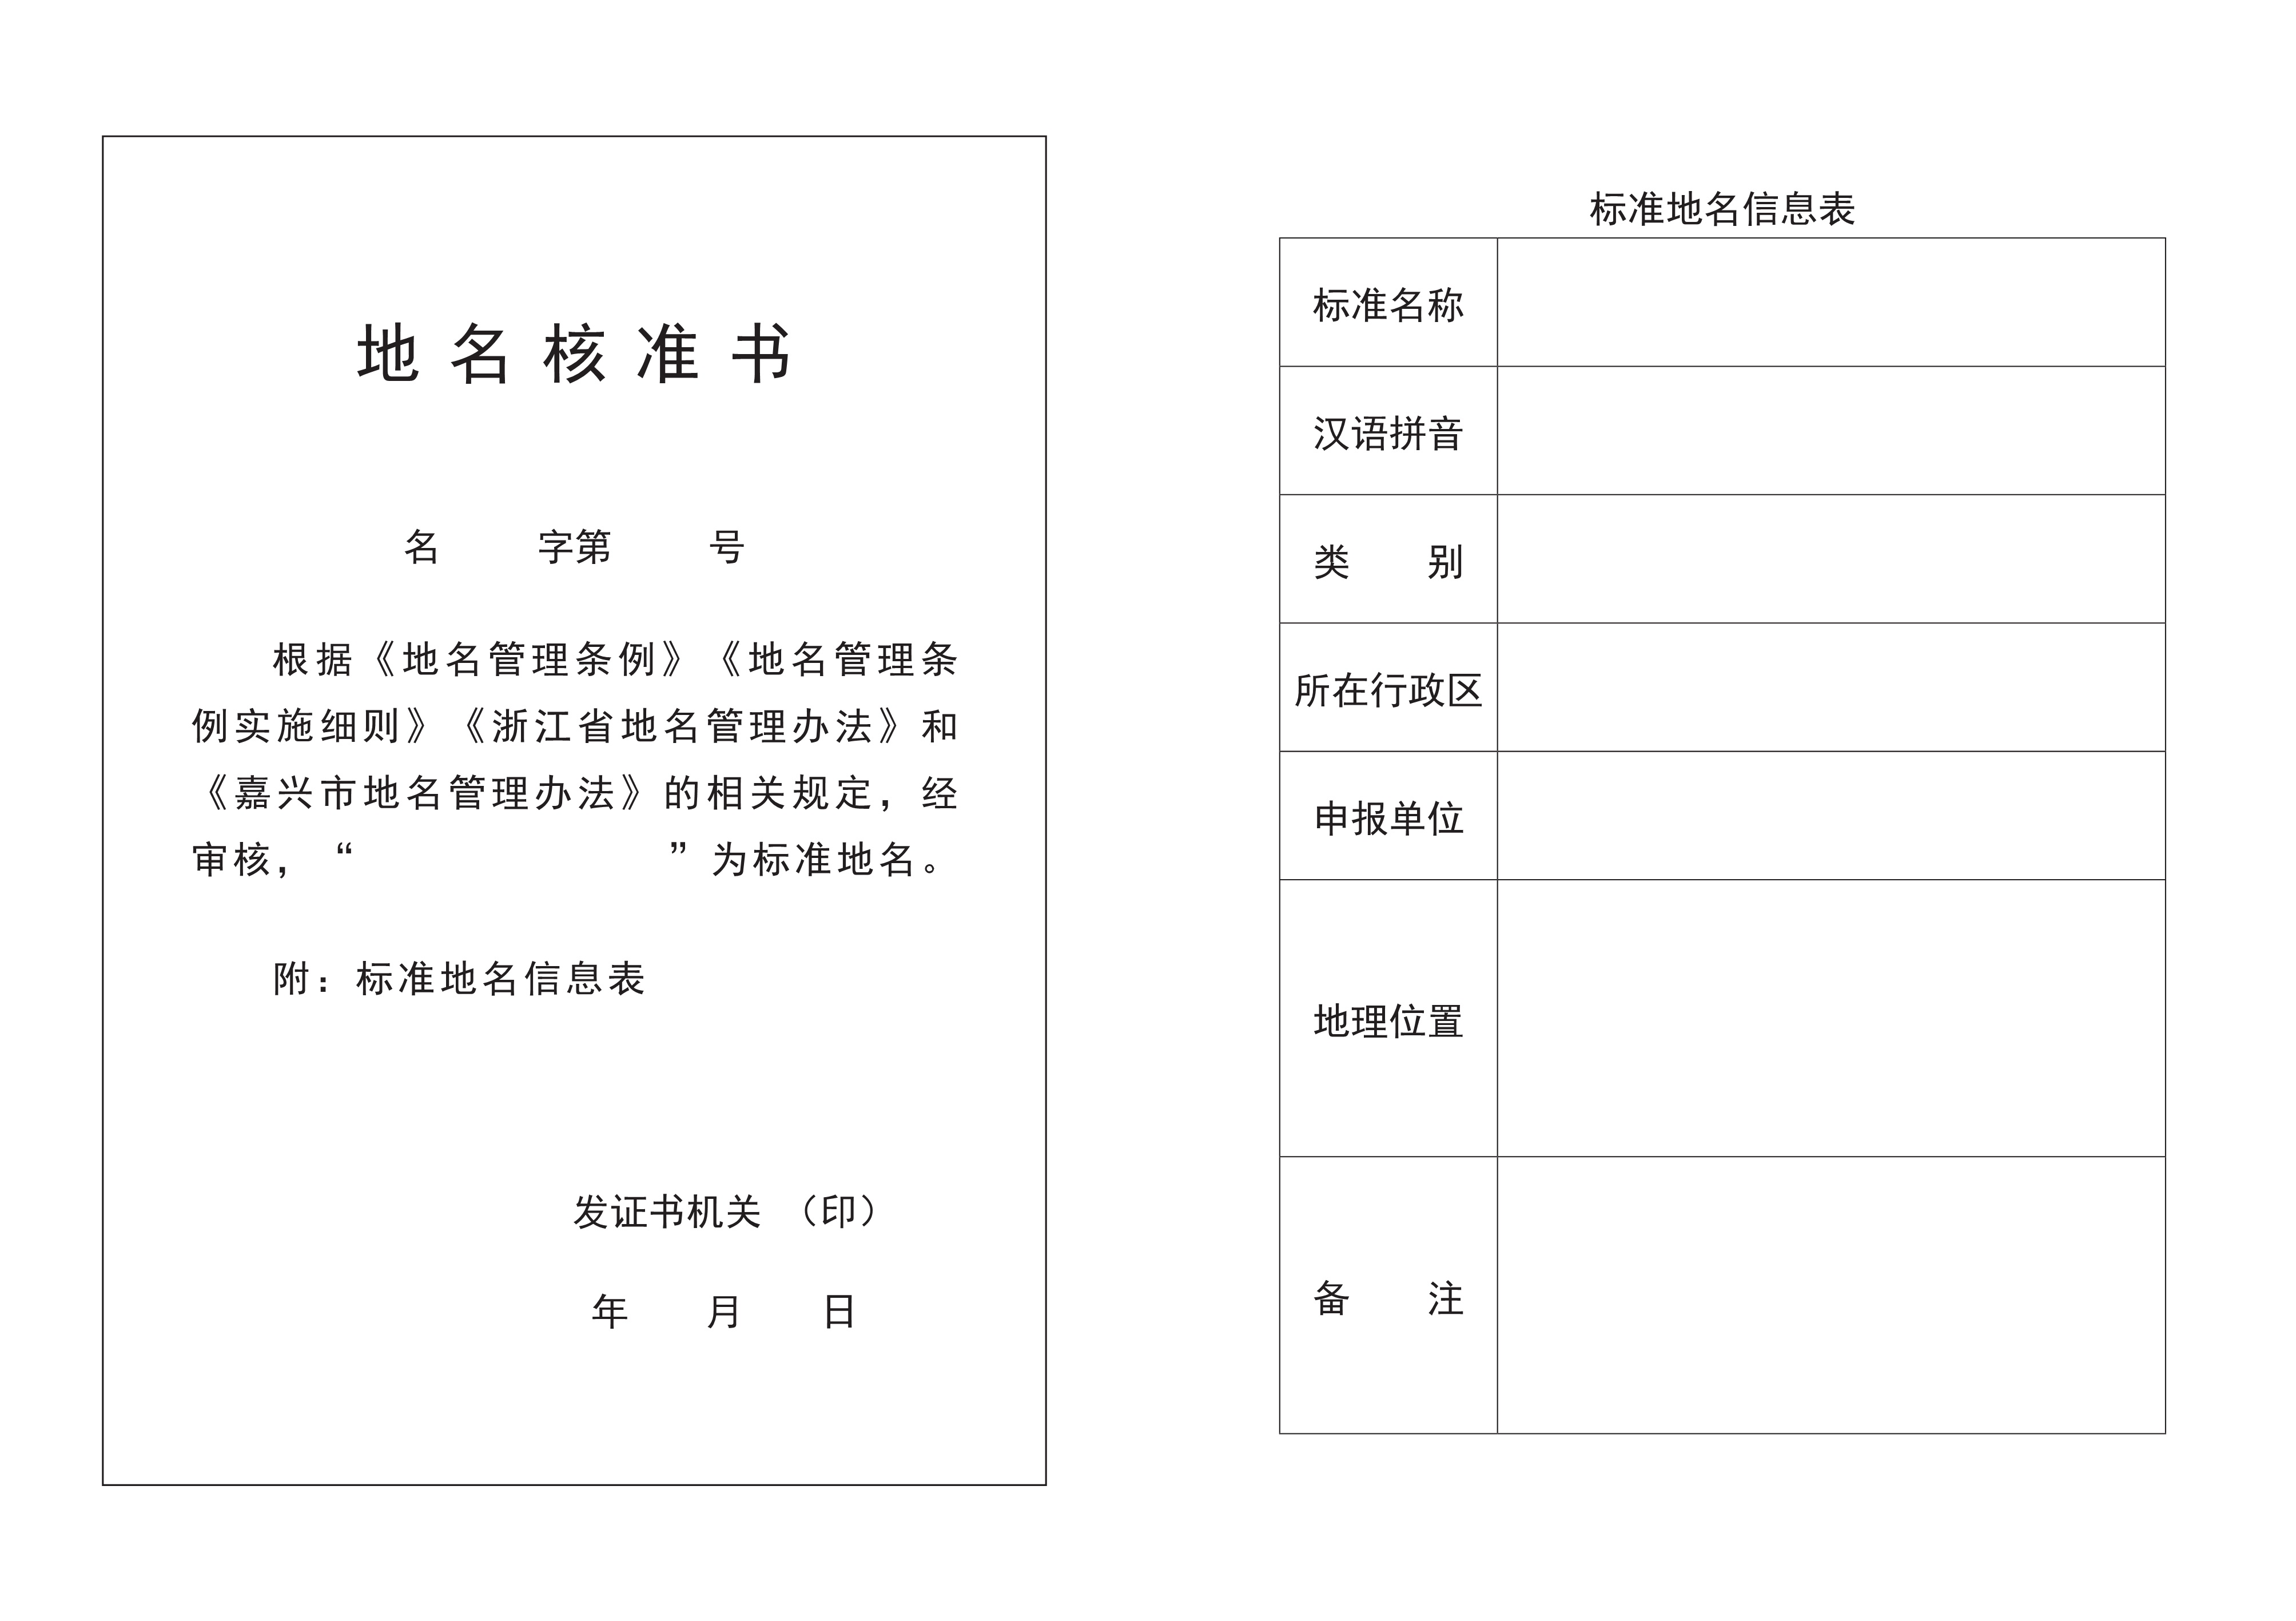 地名核准书
名　　字第　　号
根据《地名管理条例》《地名管理条
例实施细则》《浙江省地名管理办法》和
《嘉兴市地名管理办法》的相关规定，经
审核，“　　　　　　　”为标准地名。
附：标准地名信息表
发证书机关　（印）
年　　月　　日
标准地名信息表
标准名称
汉语拼音
类　　别
所在行政区
申报单位
地理位置
备　　注